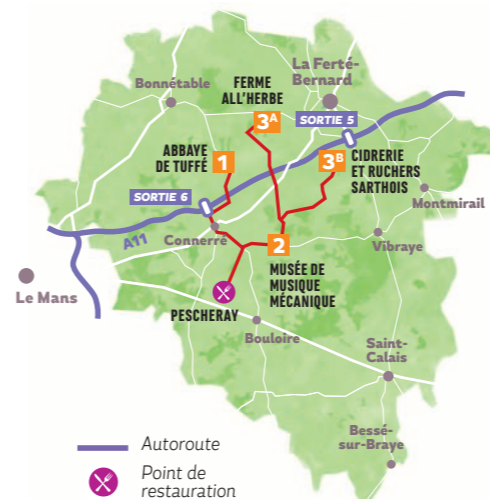 La Ferté-
Bernard
Bonnétable
FERME
ALL'HERBE
3A
SORTIE 5
ABBAYE
DE TUFFÉ
1
3B
CIDRERIE
ET RUCHERS
SARTHOIS
SORTIE 6
Montmirail
A11
Connerré
2
Vibraye
MUSÉE DE
MUSIQUE
MÉCANIQUE
Le Mans
PESCHERAY
Bouloire
Saint-
Calais
Bessé-
sur-Braye
Autoroute
Point de
restauration